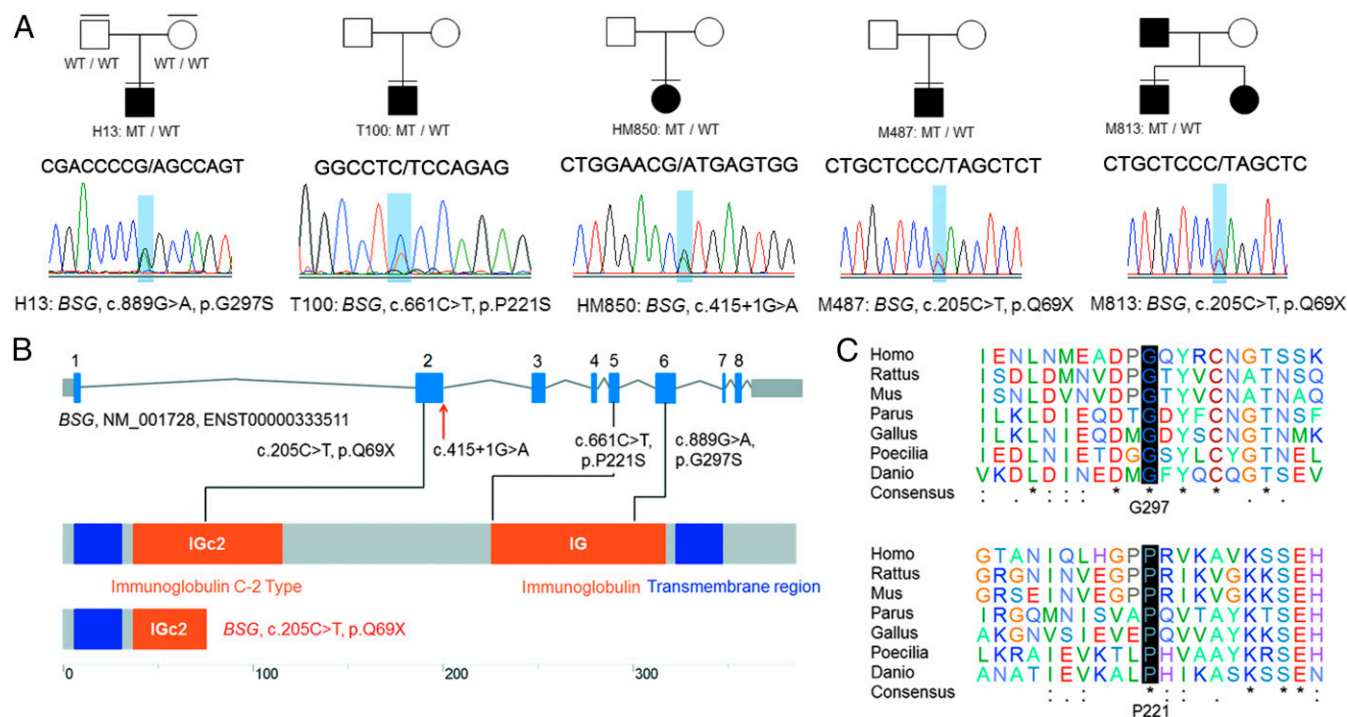 A
WT / WT WT / WT
H13: MT / WT T100: MT / WT HM850: MT / WT M487: MT / WT M813: MT / WT
CGACCCCG/AGCCAGT GGCCTC/TCCAGAG CTGGAACG/ATGAGTGG CTGCTCCC/TAGCTCT CTGCTCCC/TAGCTC
H13: BSG, c.889G>A, p.G297S T100: BSG, c.661C>T, p.P221S HM850: BSG, c.415+1G>A M487: BSG, c.205C>T, p.Q69X M813: BSG, c.205C>T, p.Q69X
B
1 2 3 4 5 6 7 8
BSG, NM_001728, ENST00000333511
c.205C>T, p.Q69X
c.415+1G>A
c.661C>T,
p.P221S
c.889G>A,
p.G297S
IGc2 IG
Immunoglobulin C-2 Type Immunoglobulin Transmembrane region
IGc2 BSG, c.205C>T, p.Q69X
0 100 200 300
C
Homo IENLNMEADPGQYRCNGTSSK
Rattus ISDLDMNVDPGTYVCNATNSQ
Mus ISNLDVNVDPGTYVCNATNAQ
Parus ILKLDIEQDTGDYFCNGTNSF
Gallus ILKLNIEQDMGDYSCNGTNMK
Poecilia IEDLNIETDGGSYLCYGTNEL
Danio VKDLDINEDMGFYQCQGTSEV
Consensus : * : : : * * * * : .
G297
Homo GTANIQLHGPPRVKAVKSSEH
Rattus GRGNINVEGPPRIKVGKKSEH
Mus GRSEINVEGPPRIKVGKKSEH
Parus IRGQMNISVAPQVTAYKTSEH
Gallus AKGNVSIEVEPQVVAYKKSEH
Poecilia LKRAIEVKTLPHVAAYKRSEH
Danio ANATIEVKALPHIKASKSSEN
Consensus : : . * : : . * * * :
P221